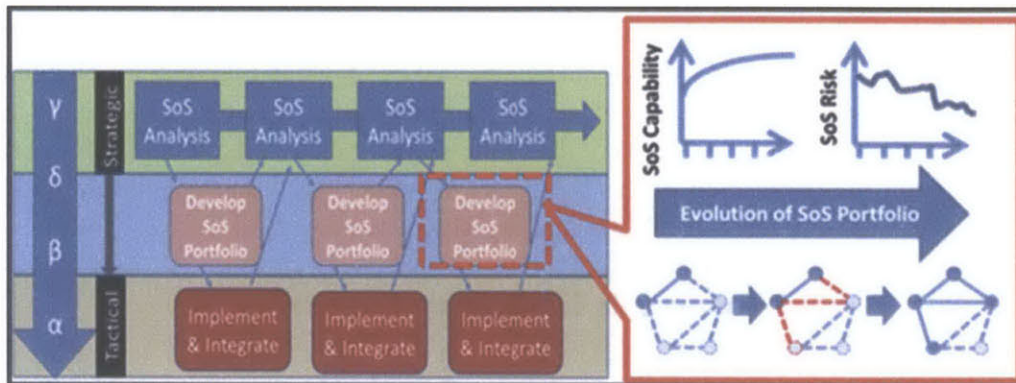 γ
δ
β
α
Strategic
Tactical
SoS
Analysis
SoS
Analysis
SoS
Analysis
SoS
Analysis
Develop
SoS
Portfolio
Develop
SoS
Portfolio
Develop
SoS
Portfolio
Implement
& Integrate
Implement
& Integrate
Implement
& Integrate
SoS Capability
SoS Risk
Evolution of SoS Portfolio